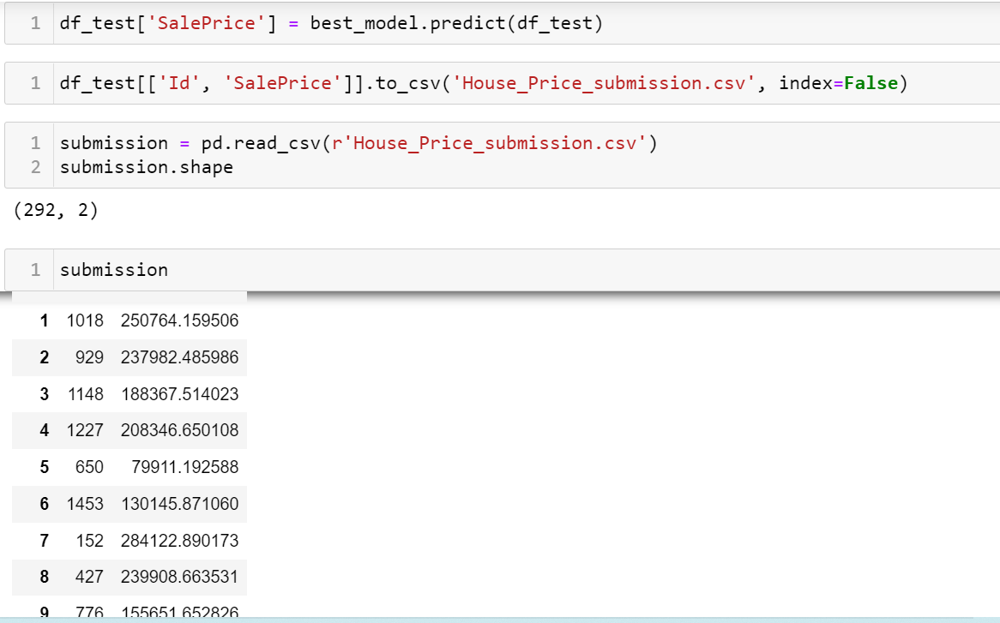 1 df_test['SalePrice'] = best_model.predict(df_test)
1 df_test[['Id', 'SalePrice']].to_csv('House_Price_submission.csv', index=False)
1 submission = pd.read_csv(r'House_Price_submission.csv')
2 submission.shape
(292, 2)
1 submission
1 1018 250764.159506
2 929 237982.485986
3 1148 188367.514023
4 1227 208346.650108
5 650 79911.192588
6 1453 130145.871060
7 152 284122.890173
8 427 239908.663531
9 776 155651.652826